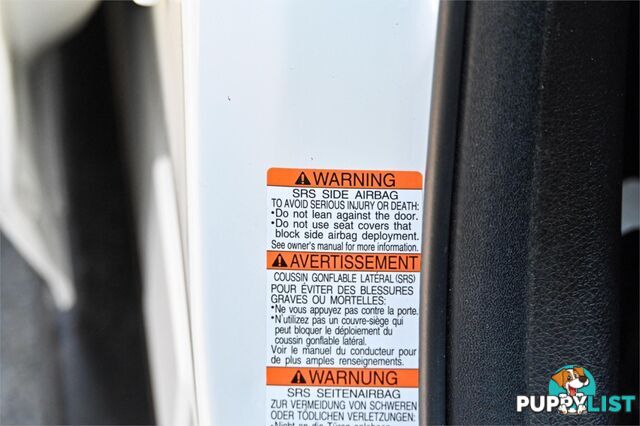 WARNING
SRS SIDE AIRBAG
TO AVOID SERIOUS INJURY OR DEATH:
•Do not lean against the door.
•Do not use seat covers that
block side airbag deployment.
See owner's manual for more information.
AVERTISSEMENT
COUSSIN GONFLABLE LATÉRAL (SRS)
POUR ÉVITER DES BLESSURES
GRAVES OU MORTELLES:
•Ne vous appuyez pas contre la porte.
•N'utilizez pas un couvre-siége qui
peut bloquer le déploiement du
coussin gonflable latéral.
Voir le manuel du conducteur pour
de plus amples renseignements.
WARNUNG
SRS SEITENAIRBAG
ZUR VERMEIDUNG VON SCHWEREN
ODER TÖDLICHEN VERLETZUNGEN:
PUPPYLIST